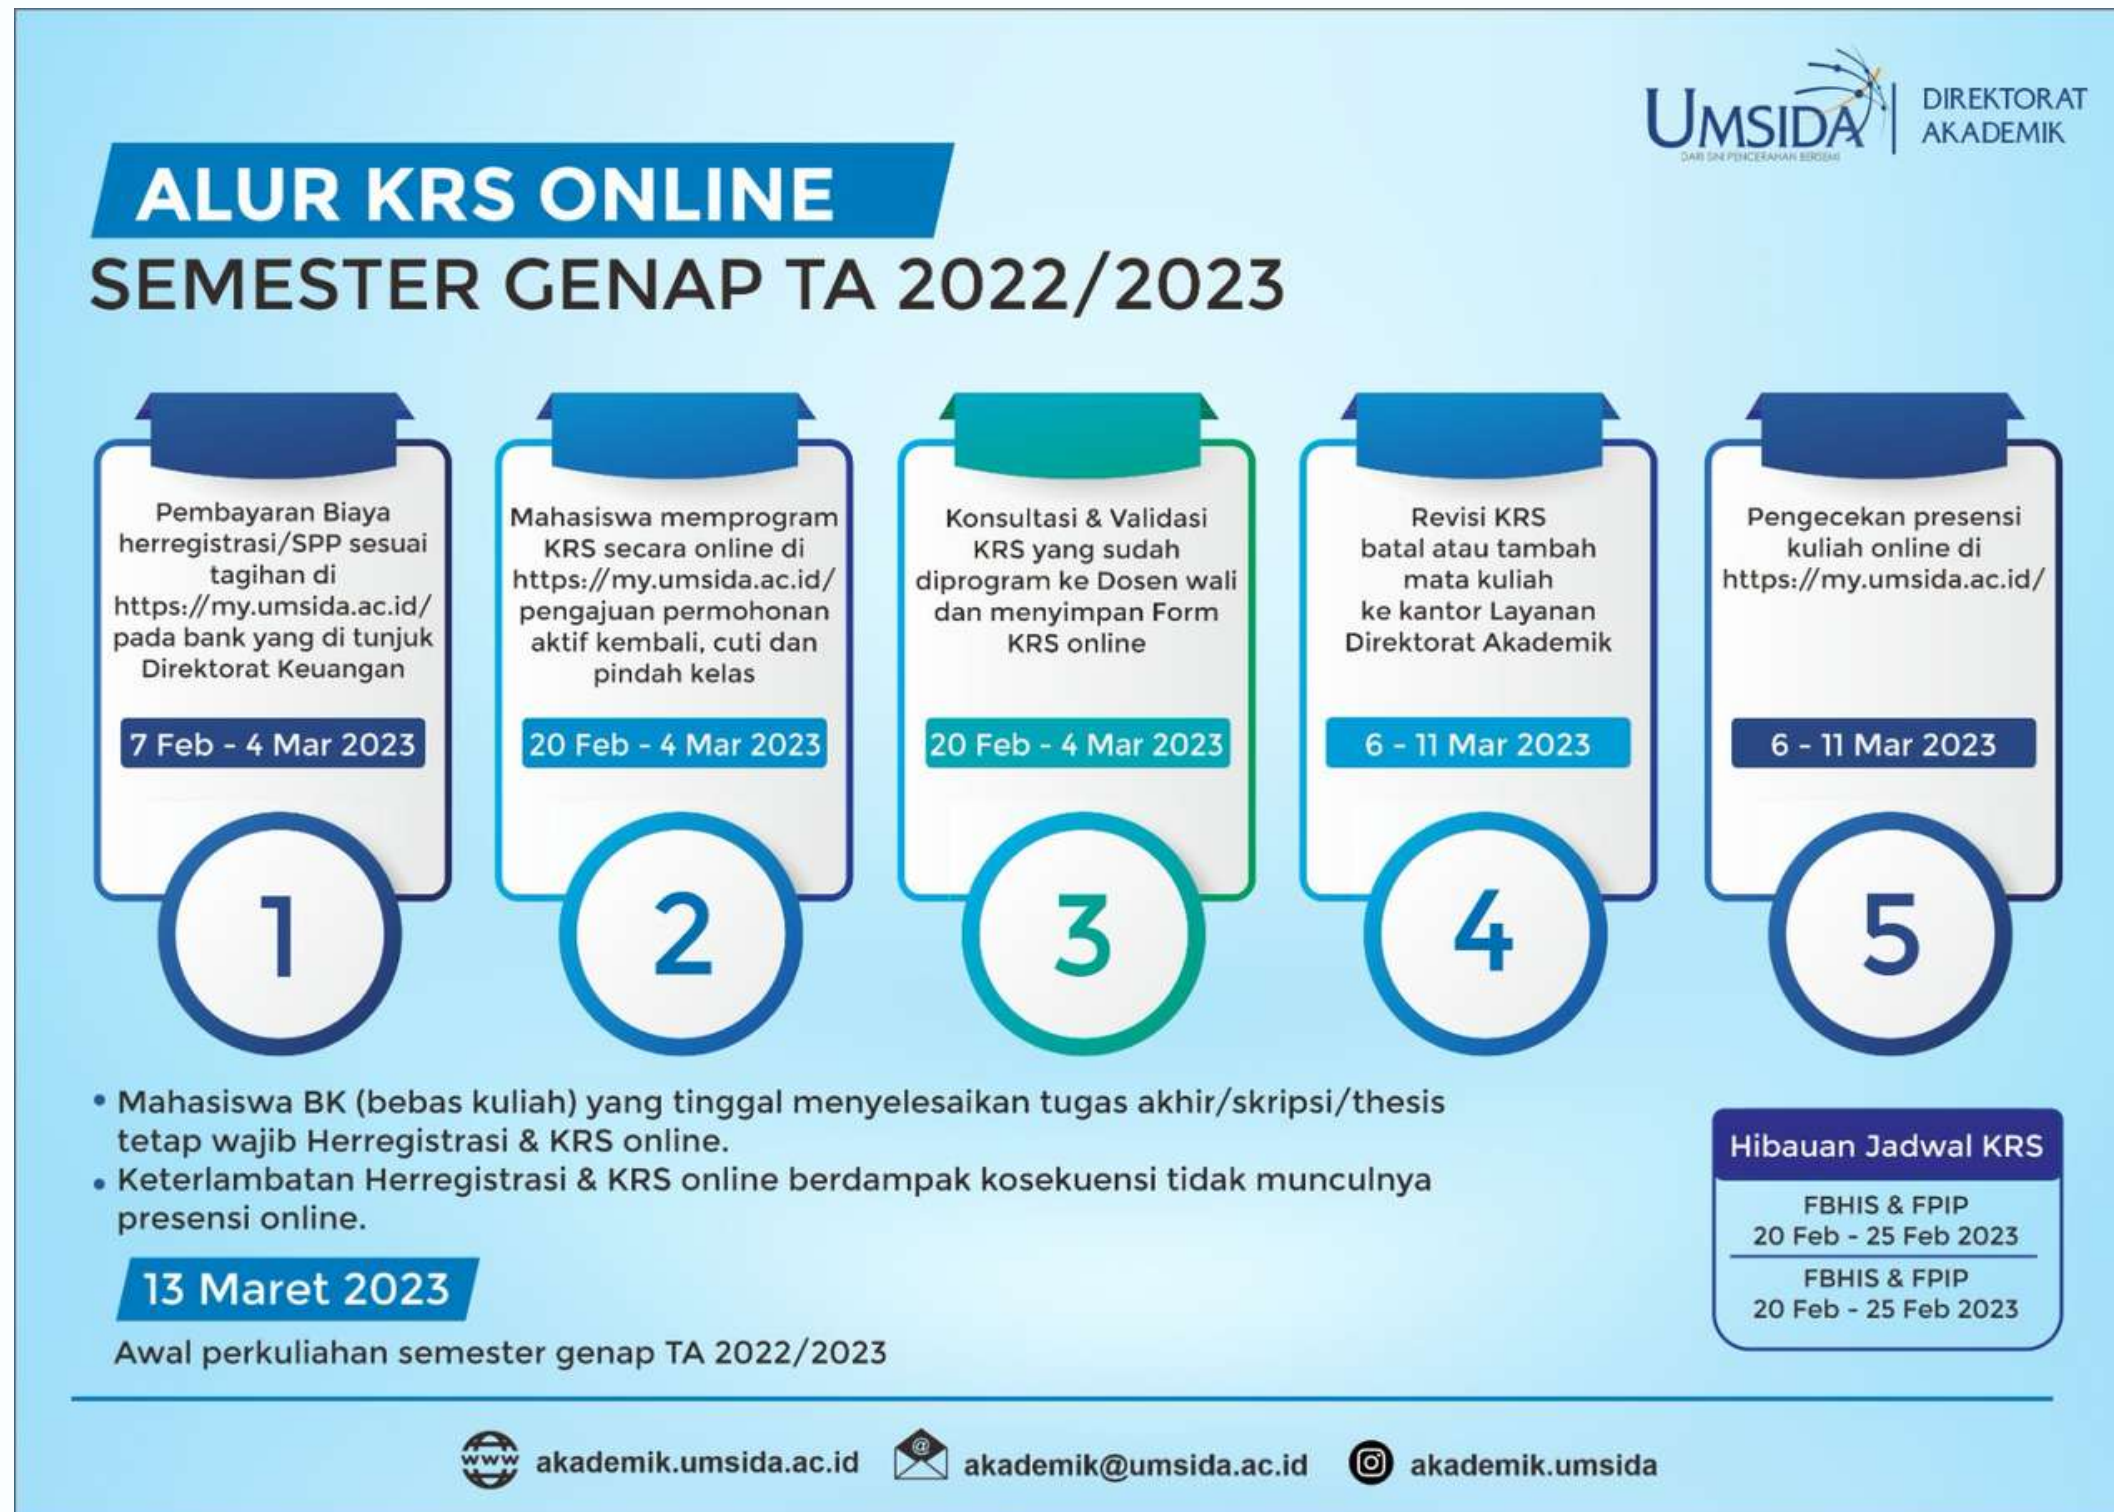 UMSIDA
DARI SINI PENCERAHAN BERSEMI
DIREKTORAT
AKADEMIK
ALUR KRS ONLINE
SEMESTER GENAP TA 2022/2023
Pembayaran Biaya
herregistrasi/SPP sesuai
tagihan di
https://my.umsida.ac.id/
pada bank yang di tunjuk
Direktorat Keuangan
7 Feb - 4 Mar 2023
1
Mahasiswa memprogram
KRS secara online di
https://my.umsida.ac.id/
pengajuan permohonan
aktif kembali, cuti dan
pindah kelas
20 Feb - 4 Mar 2023
2
Konsultasi & Validasi
KRS yang sudah
diprogram ke Dosen wali
dan menyimpan Form
KRS online
20 Feb - 4 Mar 2023
3
Revisi KRS
batal atau tambah
mata kuliah
ke kantor Layanan
Direktorat Akademik
6 - 11 Mar 2023
4
Pengecekan presensi
kuliah online di
https://my.umsida.ac.id/
6 - 11 Mar 2023
5
• Mahasiswa BK (bebas kuliah) yang tinggal menyelesaikan tugas akhir/skripsi/thesis
tetap wajib Herregistrasi & KRS online.
• Keterlambatan Herregistrasi & KRS online berdampak kosekuensi tidak munculnya
presensi online.
13 Maret 2023
Awal perkuliahan semester genap TA 2022/2023
Hibauan Jadwal KRS
FBHIS & FPIP
20 Feb - 25 Feb 2023
FBHIS & FPIP
20 Feb - 25 Feb 2023
www akademik.umsida.ac.id
@ akademik@umsida.ac.id
akademik.umsida